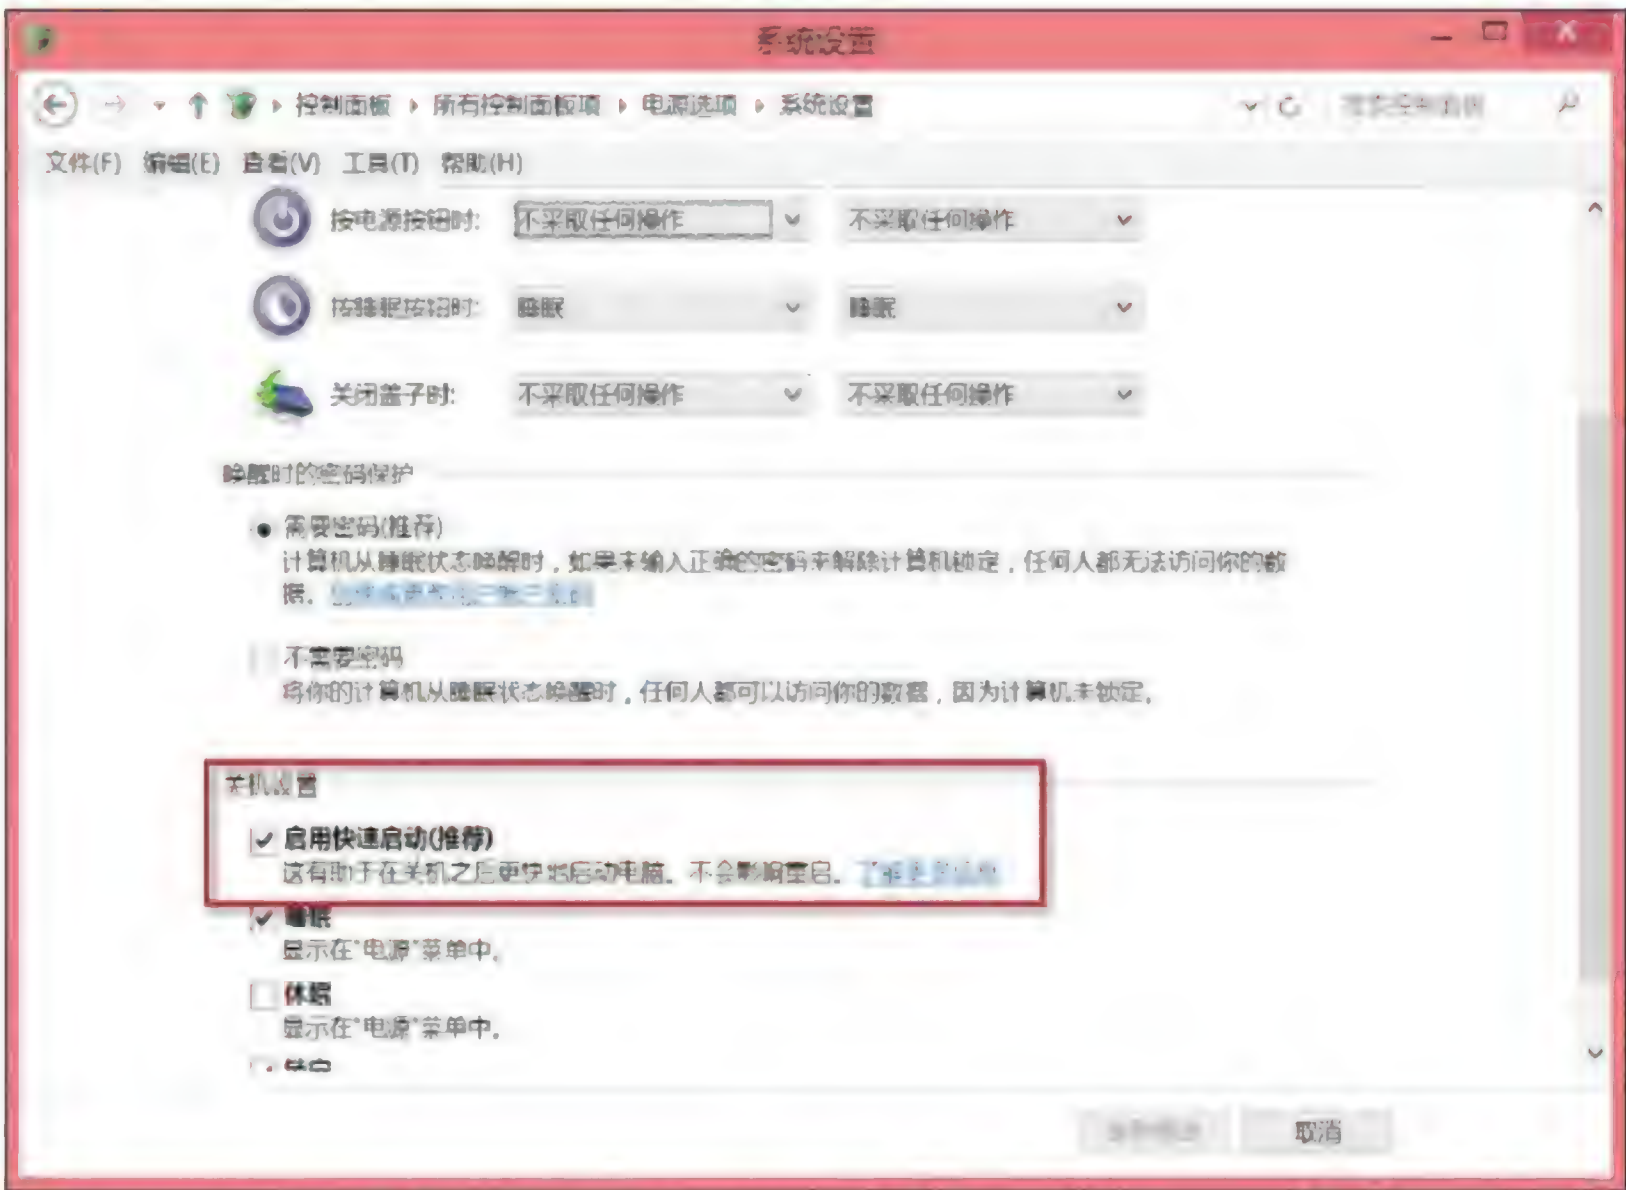 系统设置
控制面板 所有控制面板项 电源选项 系统设置
文件(F) 编辑(E) 查看(V) 工具(T) 帮助(H)
按电源按钮时: 不采取任何操作 不采取任何操作
按睡眠按钮时: 睡眠 睡眠
关闭盖子时: 不采取任何操作 不采取任何操作
唤醒时的密码保护
需要密码(推荐)
计算机从睡眠状态唤醒时，如果未输入正确的密码来解除计算机锁定，任何人都无法访问你的数
据。
不需要密码
将你的计算机从睡眠状态唤醒时，任何人都可以访问你的数据，因为计算机未锁定。
关机设置
启用快速启动(推荐)
这有助于在关机之后更快地启动电脑。不会影响重启。
睡眠
显示在"电源"菜单中。
休眠
显示在"电源"菜单中。
取消